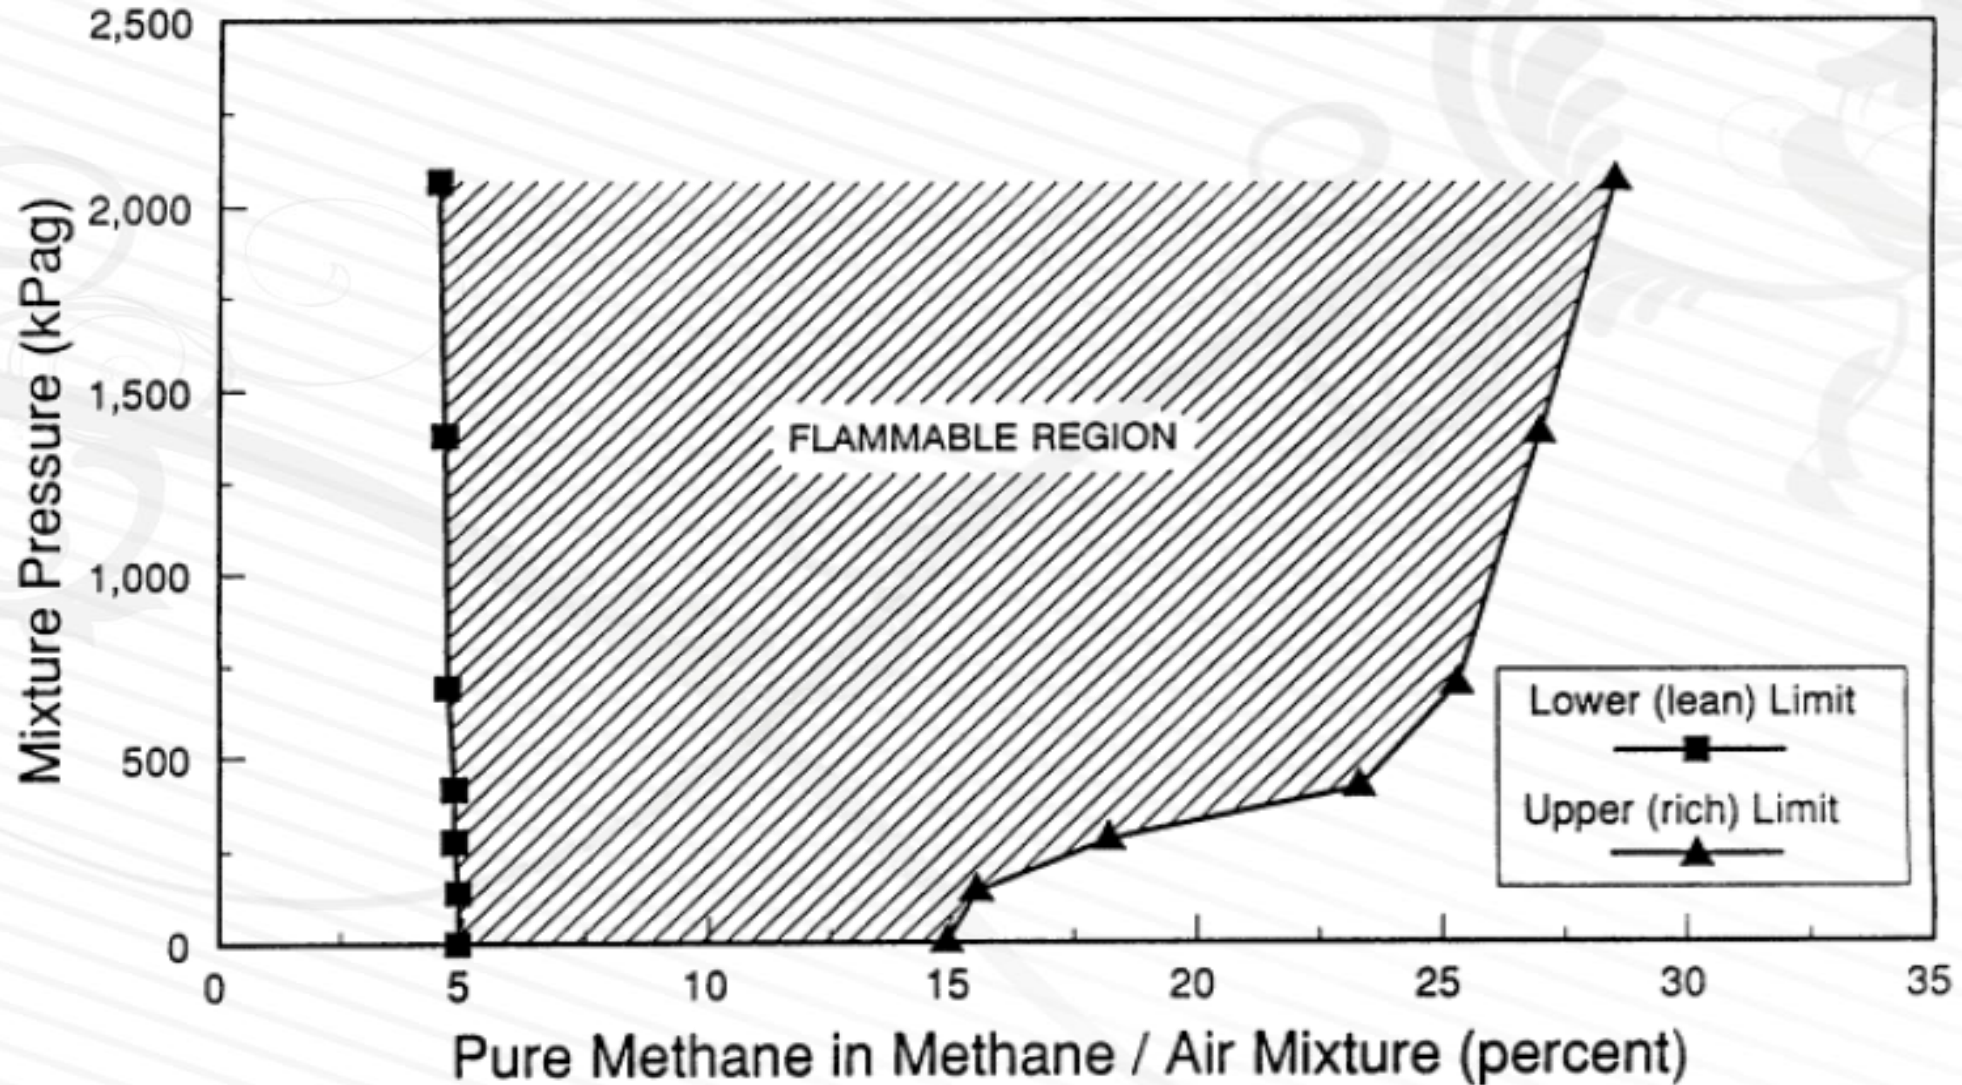 2,500
2,000
1,500
1,000
500
0
Mixture Pressure (kPag)
FLAMMABLE REGION
Lower (lean) Limit
Upper (rich) Limit
0 5 10 15 20 25 30 35
Pure Methane in Methane / Air Mixture (percent)